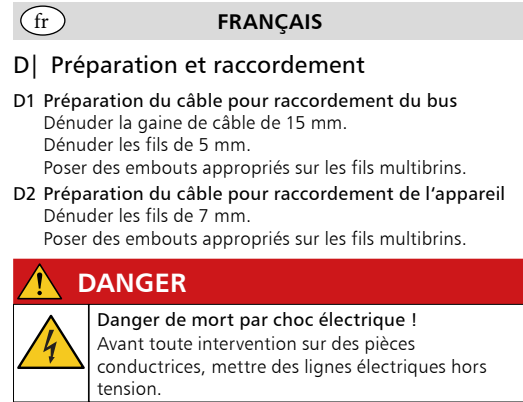 fr
FRANÇAIS
D| Préparation et raccordement
D1 Préparation du câble pour raccordement du bus
Dénuder la gaine de câble de 15 mm.
Dénuder les fils de 5 mm.
Poser des embouts appropriés sur les fils multibrins.
D2 Préparation du câble pour raccordement de l'appareil
Dénuder les fils de 7 mm.
Poser des embouts appropriés sur les fils multibrins.
DANGER
Danger de mort par choc électrique !
Avant toute intervention sur des pièces
conductrices, mettre des lignes électriques hors
tension.